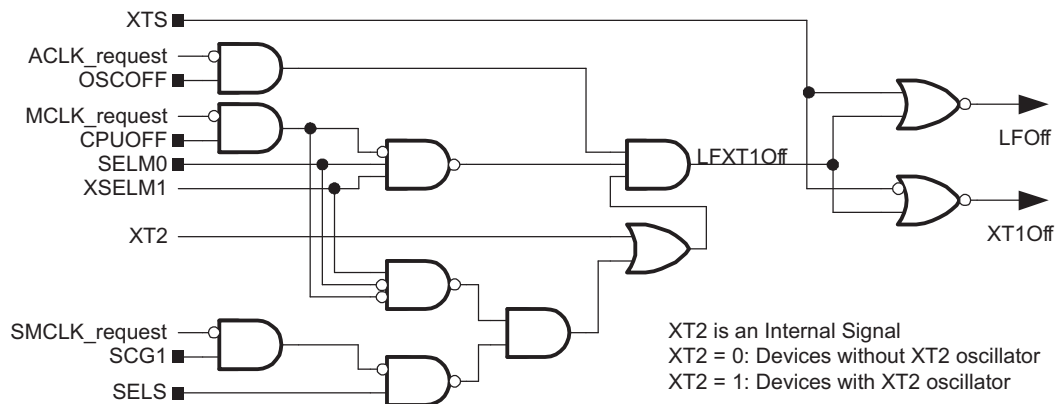 XTS
ACLK_request
OSCOFF
MCLK_request
CPUOFF
SELM0
XSELM1
XT2
SMCLK_request
SCG1
SELS
LFXT1Off
LFOff
XT1Off
XT2 is an Internal Signal
XT2 = 0: Devices without XT2 oscillator
XT2 = 1: Devices with XT2 oscillator